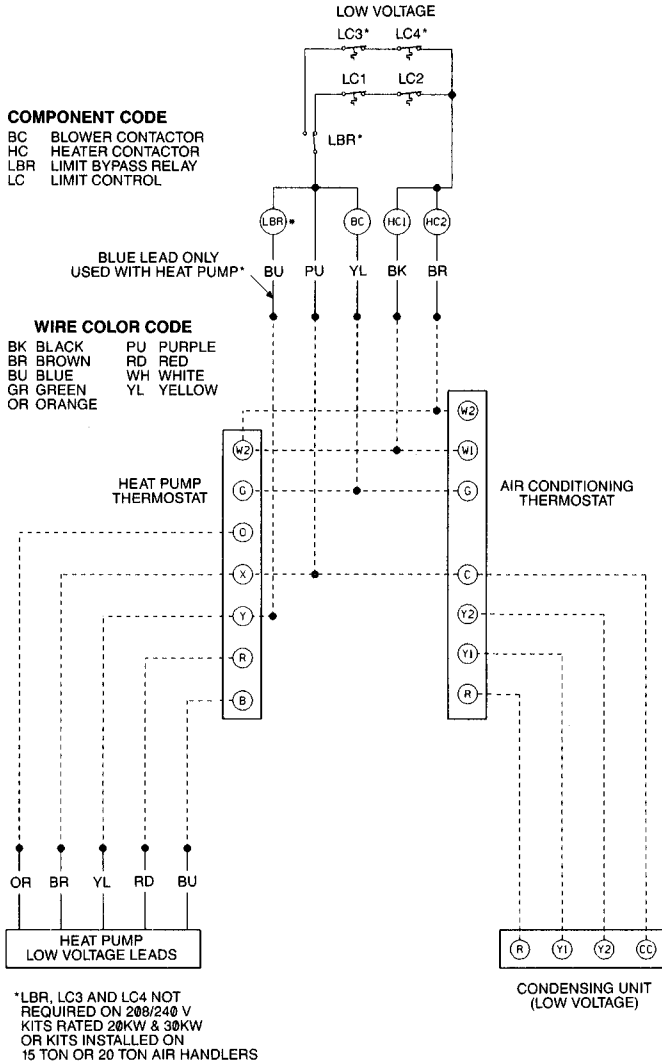 LOW VOLTAGE
LC3* LC4*
LC1 LC2
LBR*
COMPONENT CODE
BC BLOWER CONTACTOR
HC HEATER CONTACTOR
LBR LIMIT BYPASS RELAY
LC LIMIT CONTROL
LBR * BC HC1 HC2
BLUE LEAD ONLY
USED WITH HEAT PUMP*
BU PU YL BK BR
WIRE COLOR CODE
BK BLACK PU PURPLE
BR BROWN RD RED
BU BLUE WH WHITE
GR GREEN YL YELLOW
OR ORANGE
HEAT PUMP
THERMOSTAT
W2
G
O
X
Y
R
B
W2
W1
G
C
Y2
Y1
R
AIR CONDITIONING
THERMOSTAT
OR BR YL RD BU
HEAT PUMP
LOW VOLTAGE LEADS
R Y1 Y2 CC
CONDENSING UNIT
(LOW VOLTAGE)
*LBR, LC3 AND LC4 NOT
REQUIRED ON 208/240 V
KITS RATED 20KW & 30KW
OR KITS INSTALLED ON
15 TON OR 20 TON AIR HANDLERS